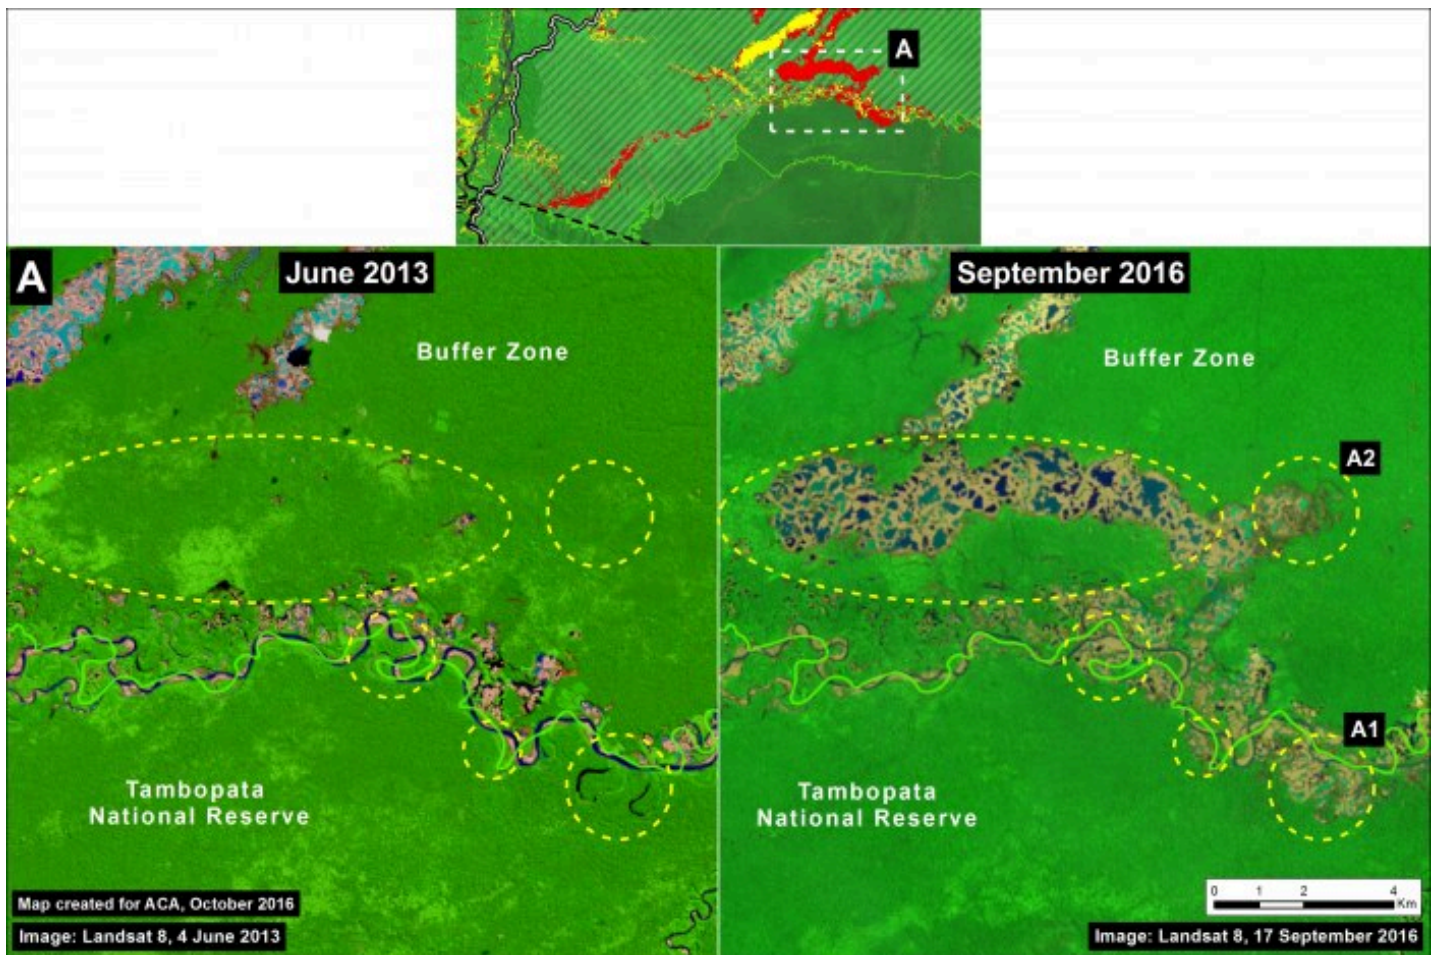 A
A
June 2013
September 2016
Buffer Zone
Buffer Zone
A2
A1
Tambopata
National Reserve
Tambopata
National Reserve
0 1 2 4
Km
Map created for ACA, October 2016
Image: Landsat 8, 4 June 2013
Image: Landsat 8, 17 September 2016